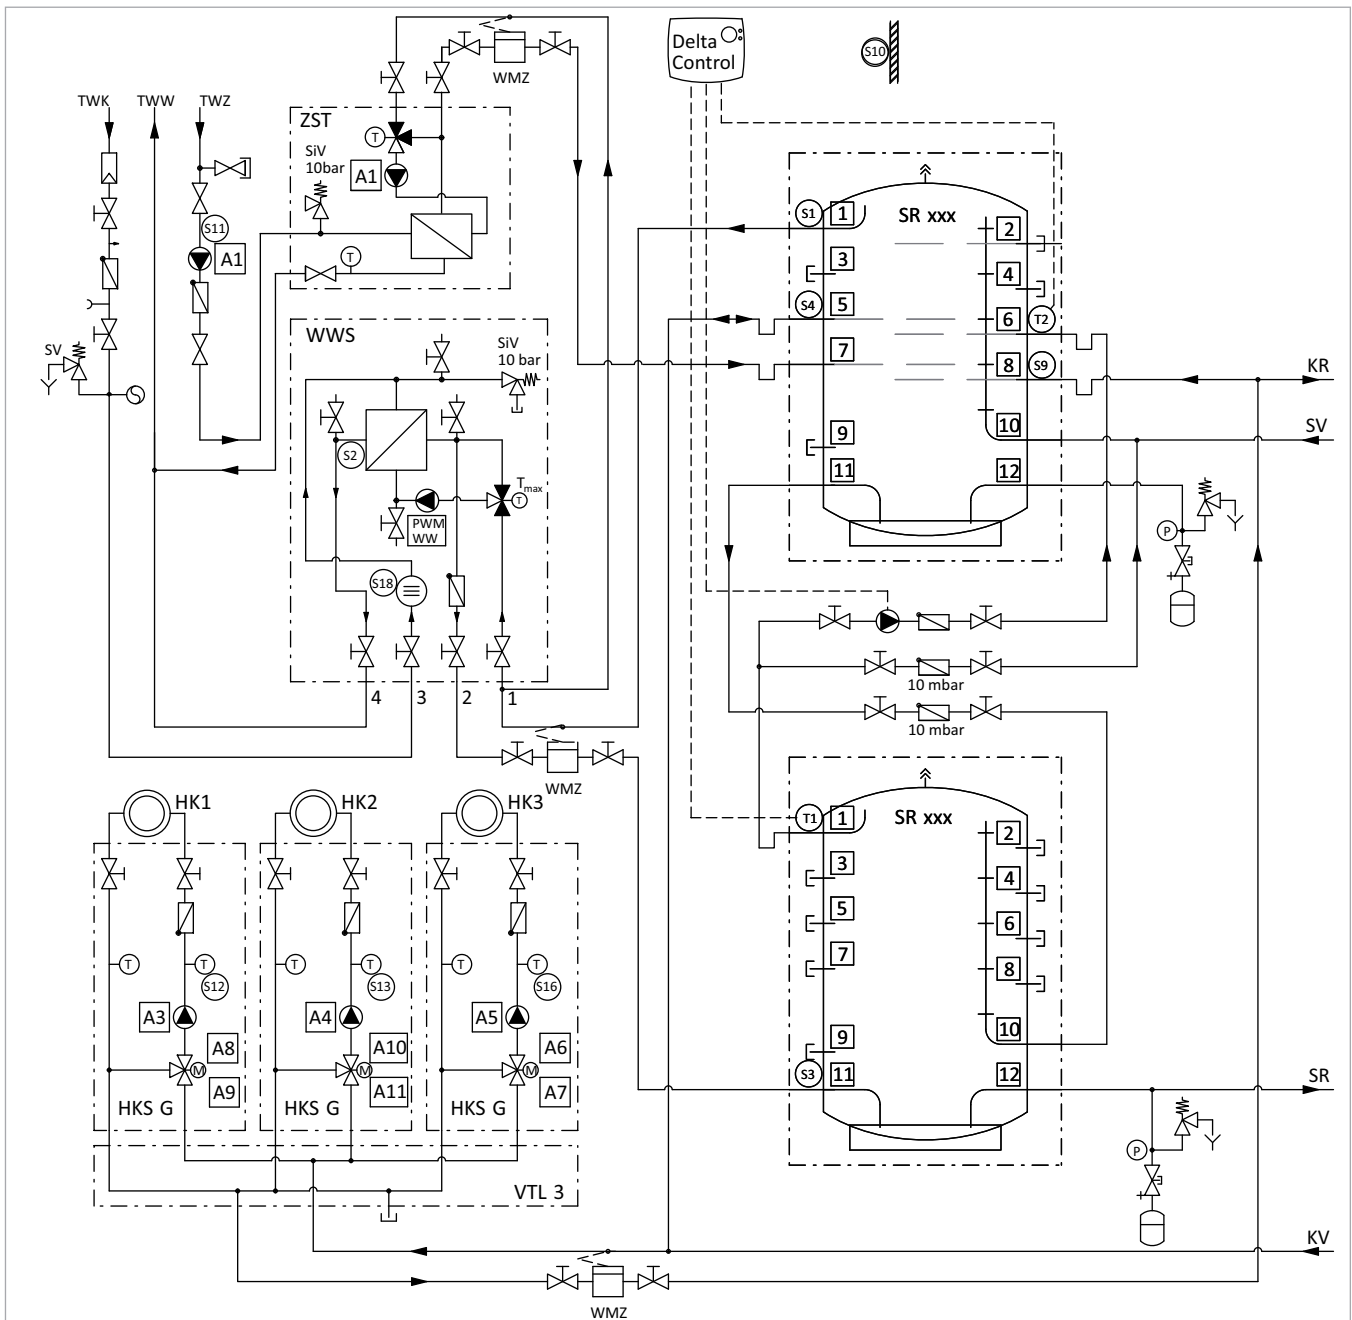 Delta
Control
S10
WMZ
TWK
TWW
TWZ
ZST
T
SiV
10bar
A1
S11
A1
T
S1
1
SR xxx
2
3
4
S4
5
6
T2
7
8
S9
9
10
11
12
KR
SV
P
WWS
SiV
10 bar
SV
S2
T
max
T
PWM
WW
S18
4
3
2
1
10 mbar
10 mbar
WMZ
HK1
HK2
HK3
T
T
S12
T
T
S13
T
T
S16
A3
A4
A5
A8
M
A9
A10
M
A11
A6
M
A7
HKS G
HKS G
HKS G
VTL 3
T1
1
SR xxx
2
3
4
5
6
7
8
9
10
S3
11
12
SR
P
KV
WMZ